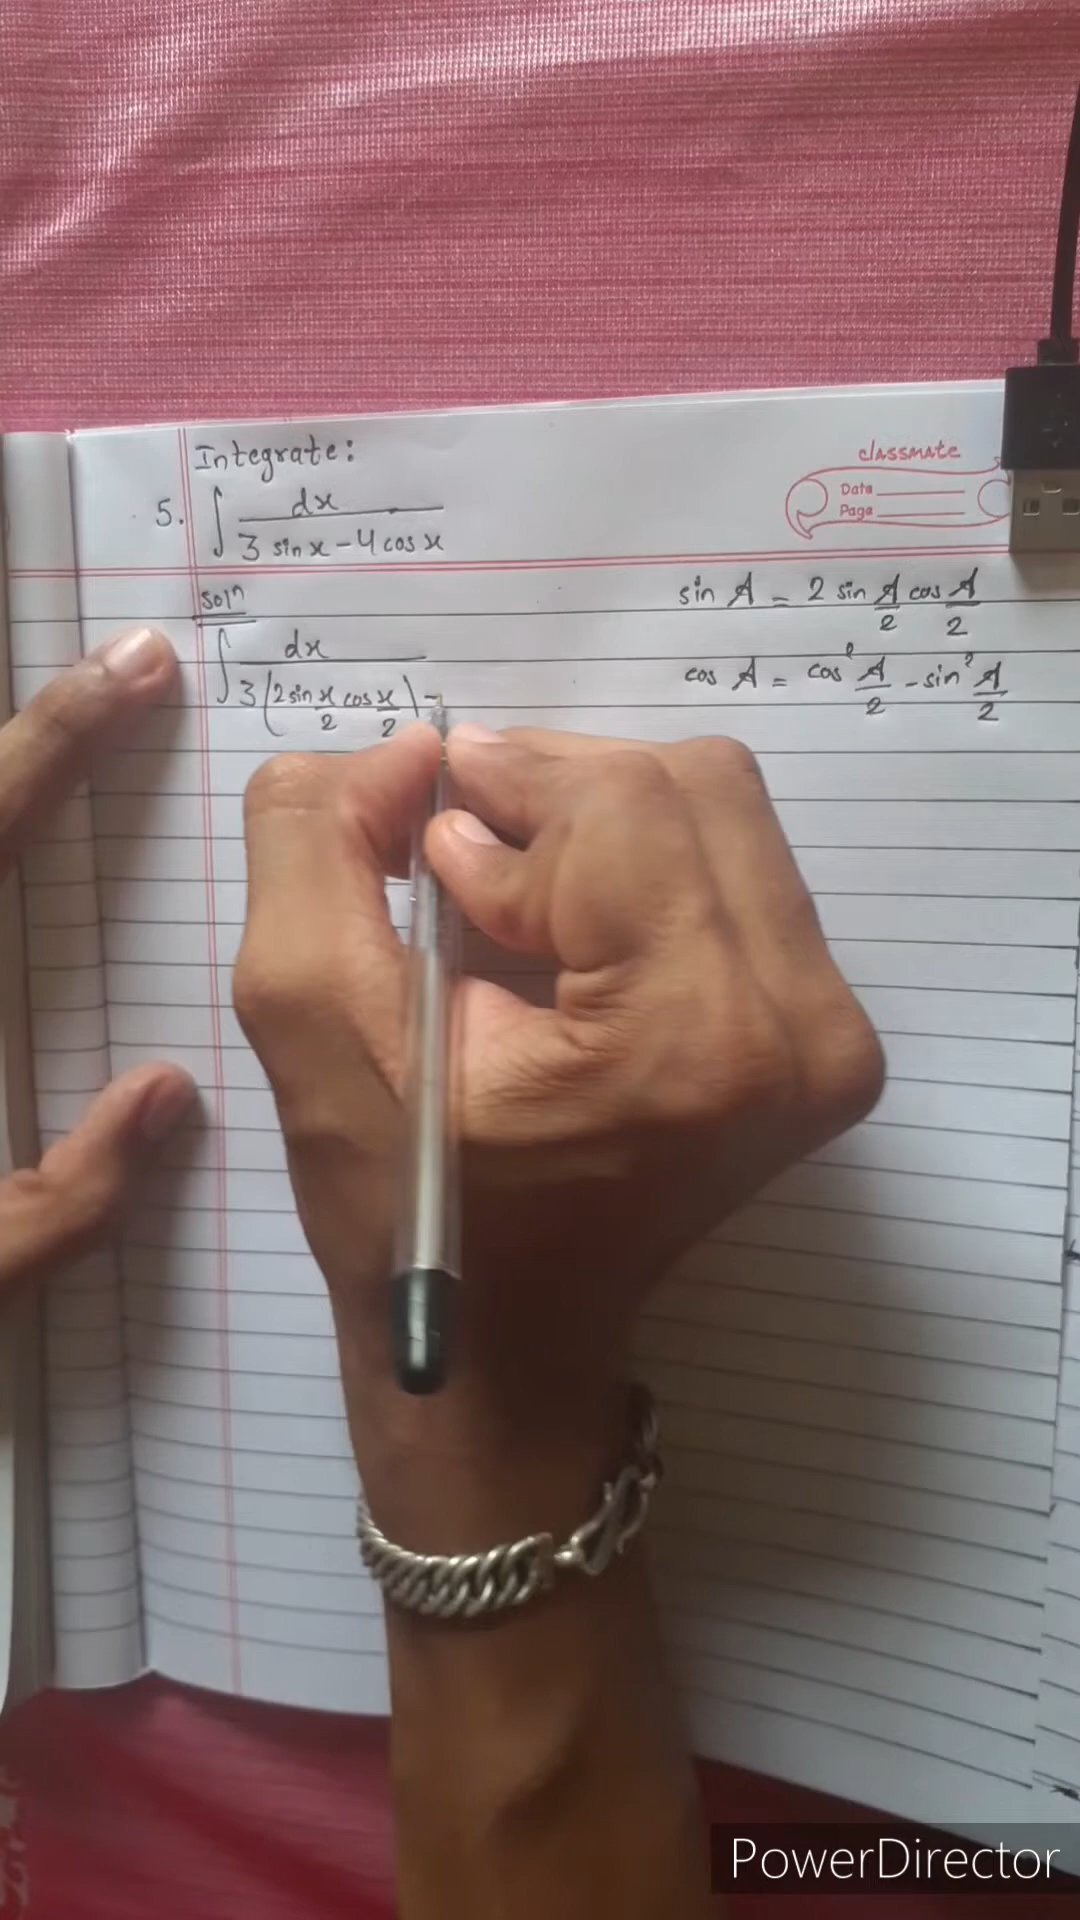 Integrate:
classmate
Date
Page
5. ∫ dx / (3 sin x - 4 cos x)
Solⁿ
sin A = 2 sin A/2 cos A/2
∫ dx / 3(2 sin x/2 cos x/2) -
cos A = cos² A/2 - sin² A/2
PowerDirector